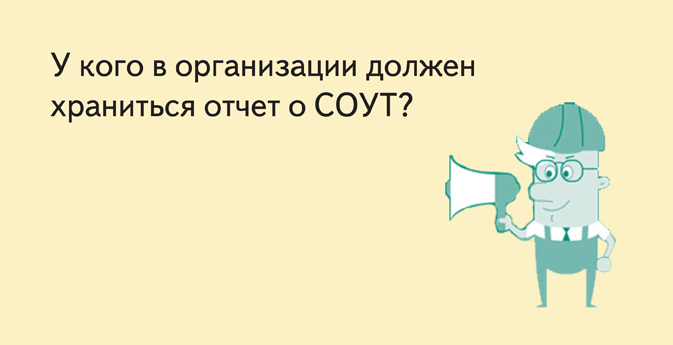 У кого в организации должен
храниться отчет о СОУТ?